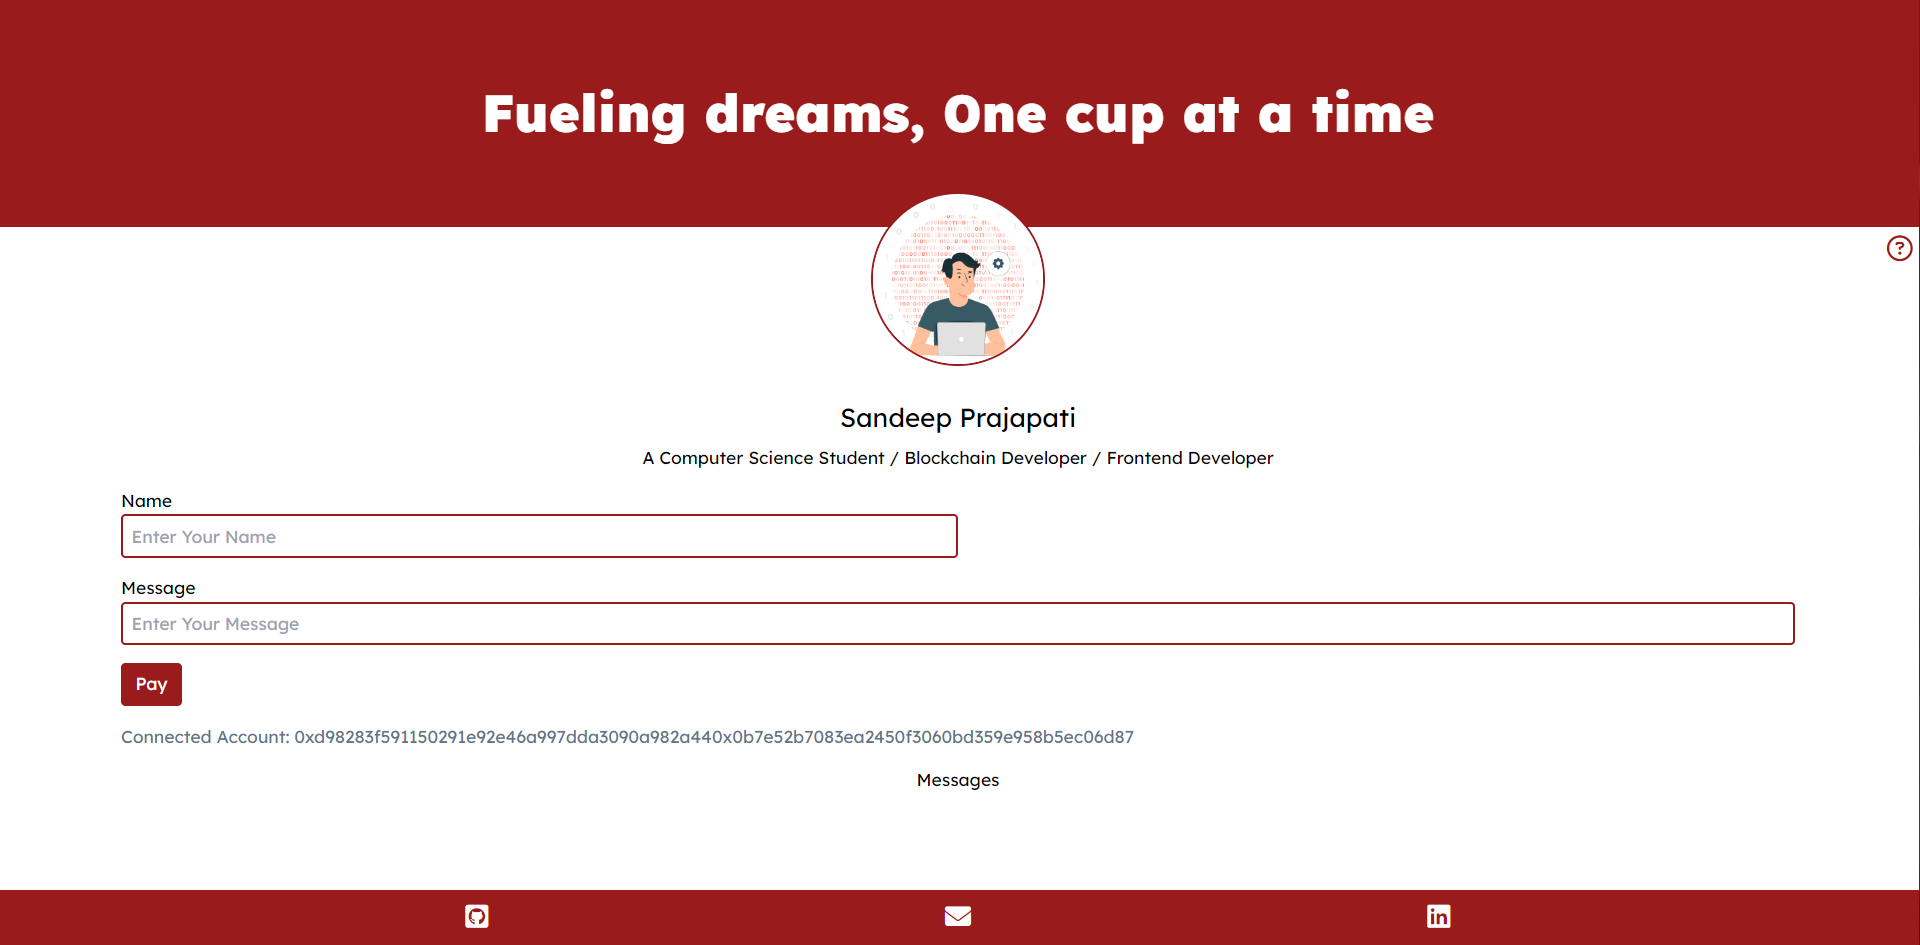 Fueling dreams, One cup at a time
Sandeep Prajapati
A Computer Science Student / Blockchain Developer / Frontend Developer
Name
Enter Your Name
Message
Enter Your Message
Pay
Connected Account: 0xd98283f591150291e92e46a997dda3090a982a440x0b7e52b7083ea2450f3060bd359e958b5ec06d87
Messages